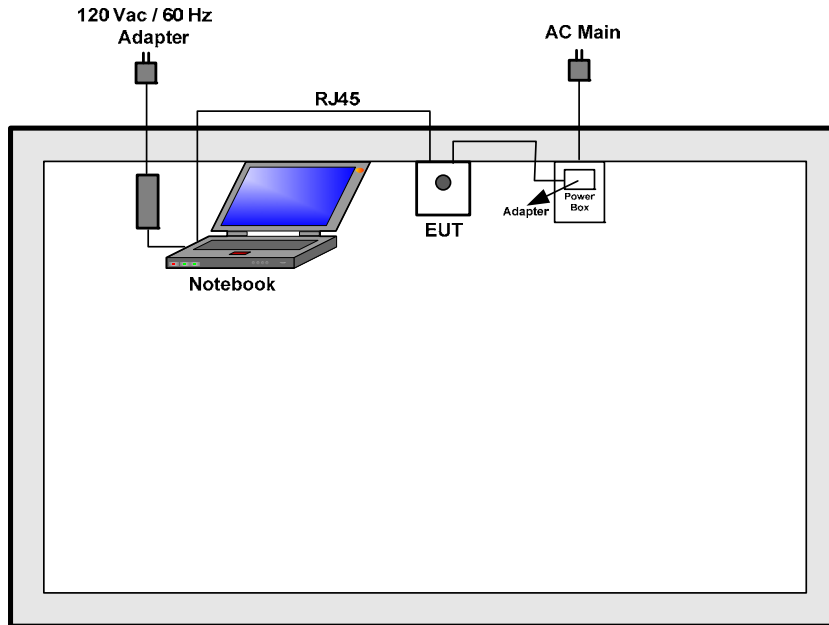 120 Vac / 60 Hz
Adapter
AC Main
RJ45
Power
Box
Adapter
EUT
Notebook